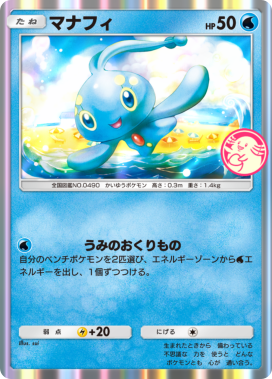 たね マナフィ HP50
全国図鑑NO.0490 かいゆうポケモン 高さ:0.3m 重さ:1.4kg
うみのおくりもの
自分のベンチポケモンを2匹選び、エネルギーゾーンから
エネルギーを出し、1個ずつつける。
弱点 +20 にげる
生まれたときから 備わっている
不思議な 力を 使うと どんな
ポケモンとも 心が 通い合う。